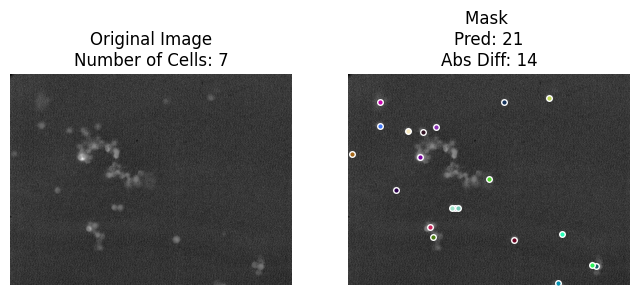 Original Image
Number of Cells: 7
Mask
Pred: 21
Abs Diff: 14